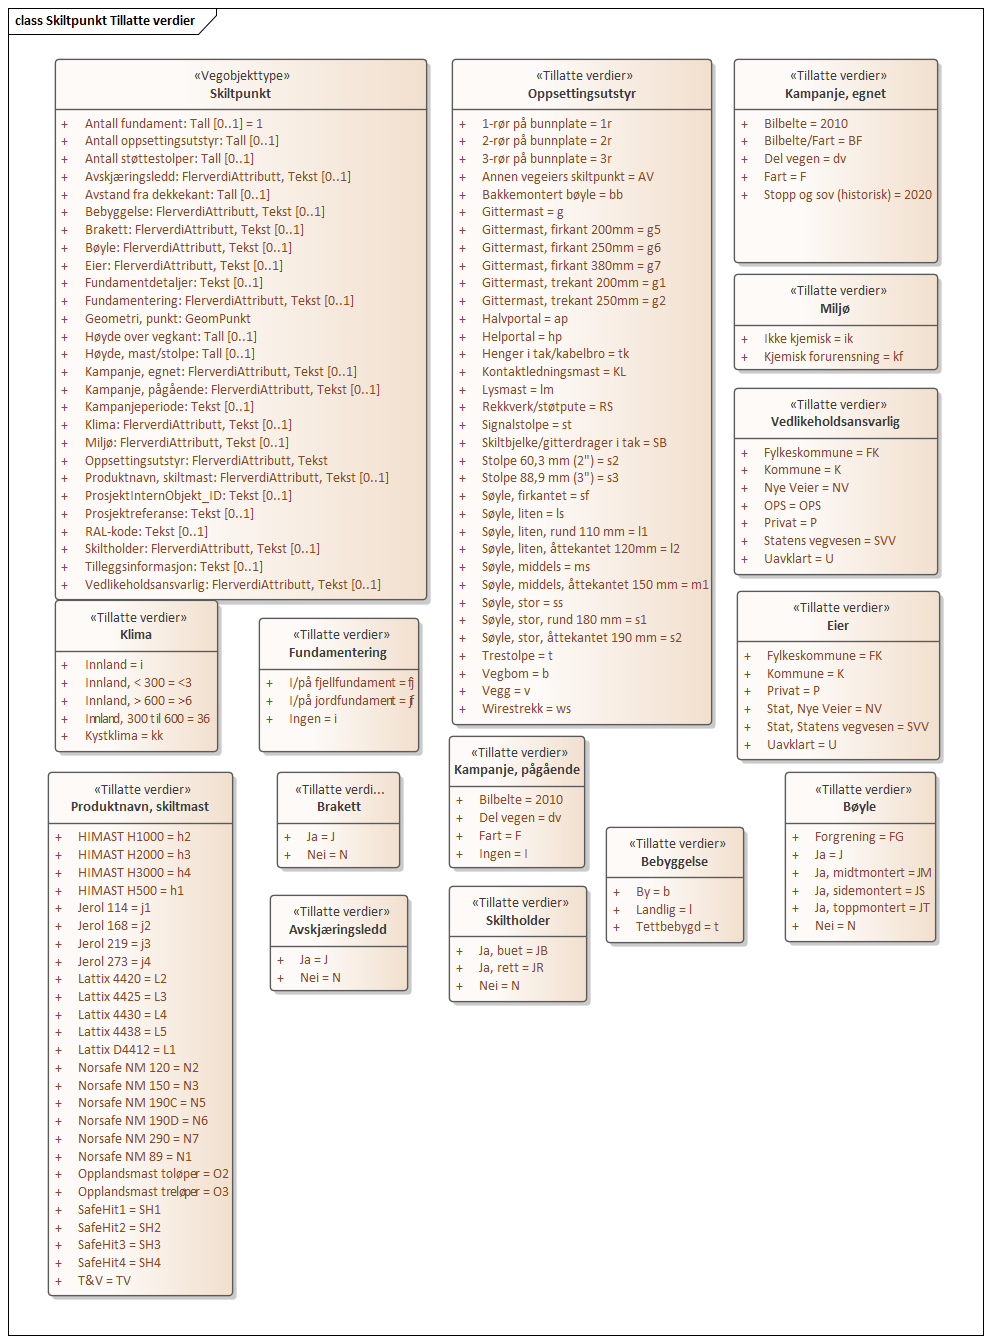 class Skiltpunkt Tillatte verdier
«Vegobjekttype»
Skiltpunkt
+ Antall fundament: Tall [0..1] = 1
+ Antall oppsettingsutstyr: Tall [0..1]
+ Antall støttestolper: Tall [0..1]
+ Avskjæringsledd: FlerverdiAttributt, Tekst [0..1]
+ Avstand fra dekkekant: Tall [0..1]
+ Bebyggelse: FlerverdiAttributt, Tekst [0..1]
+ Brakett: FlerverdiAttributt, Tekst [0..1]
+ Bøyle: FlerverdiAttributt, Tekst [0..1]
+ Eier: FlerverdiAttributt, Tekst [0..1]
+ Fundamentdetaljer: Tekst [0..1]
+ Fundamentering: FlerverdiAttributt, Tekst [0..1]
+ Geometri, punkt: GeomPunkt
+ Høyde over vegkant: Tall [0..1]
+ Høyde, mast/stolpe: Tall [0..1]
+ Kampanje, egnet: FlerverdiAttributt, Tekst [0..1]
+ Kampanje, pågående: FlerverdiAttributt, Tekst [0..1]
+ Kampanjeperiode: Tekst [0..1]
+ Klima: FlerverdiAttributt, Tekst [0..1]
+ Miljø: FlerverdiAttributt, Tekst [0..1]
+ Oppsettingsutstyr: FlerverdiAttributt, Tekst
+ Produktnavn, skiltmast: FlerverdiAttributt, Tekst [0..1]
+ ProsjektInternObjekt_ID: Tekst [0..1]
+ Prosjektreferanse: Tekst [0..1]
+ RAL-kode: Tekst [0..1]
+ Skiltholder: FlerverdiAttributt, Tekst [0..1]
+ Tilleggsinformasjon: Tekst [0..1]
+ Vedlikeholdsansvarlig: FlerverdiAttributt, Tekst [0..1]
«Tillatte verdier»
Oppsettingsutstyr
+ 1-rør på bunnplate = 1r
+ 2-rør på bunnplate = 2r
+ 3-rør på bunnplate = 3r
+ Annen vegeiers skiltpunkt = AV
+ Bakkemontert bøyle = bb
+ Gittermast = g
+ Gittermast, firkant 200mm = g5
+ Gittermast, firkant 250mm = g6
+ Gittermast, firkant 380mm = g7
+ Gittermast, trekant 200mm = g1
+ Gittermast, trekant 250mm = g2
+ Halvportal = ap
+ Helportal = hp
+ Henger i tak/kabelbro = tk
+ Kontaktledningsmast = KL
+ Lysmast = lm
+ Rekkverk/støtpute = RS
+ Signalstolpe = st
+ Skiltbjelke/gitterdrager i tak = SB
+ Stolpe 60,3 mm (2") = s2
+ Stolpe 88,9 mm (3") = s3
+ Søyle, firkantet = sf
+ Søyle, liten = ls
+ Søyle, liten, rund 110 mm = l1
+ Søyle, liten, åttekantet 120mm = l2
+ Søyle, middels = ms
+ Søyle, middels, åttekantet 150 mm = m1
+ Søyle, stor = ss
+ Søyle, stor, rund 180 mm = s1
+ Søyle, stor, åttekantet 190 mm = s2
+ Trestolpe = t
+ Vegbom = b
+ Vegg = v
+ Wirestrekk = ws
«Tillatte verdier»
Kampanje, egnet
+ Bilbelte = 2010
+ Bilbelte/Fart = BF
+ Del vegen = dv
+ Fart = F
+ Stopp og sov (historisk) = 2020
«Tillatte verdier»
Miljø
+ Ikke kjemisk = ik
+ Kjemisk forurensning = kf
«Tillatte verdier»
Vedlikeholdsansvarlig
+ Fylkeskommune = FK
+ Kommune = K
+ Nye Veier = NV
+ OPS = OPS
+ Privat = P
+ Statens vegvesen = SVV
+ Uavklart = U
«Tillatte verdier»
Klima
+ Innland = i
+ Innland, < 300 = <3
+ Innland, > 600 = >6
+ Innland, 300 til 600 = 36
+ Kystklima = kk
«Tillatte verdier»
Fundamentering
+ I/på fjellfundament = fj
+ I/på jordfundament = jf
+ Ingen = i
«Tillatte verdier»
Eier
+ Fylkeskommune = FK
+ Kommune = K
+ Privat = P
+ Stat, Nye Veier = NV
+ Stat, Statens vegvesen = SVV
+ Uavklart = U
«Tillatte verdier»
Produktnavn, skiltmast
+ HIMAST H1000 = h2
+ HIMAST H2000 = h3
+ HIMAST H3000 = h4
+ HIMAST H500 = h1
+ Jerol 114 = j1
+ Jerol 168 = j2
+ Jerol 219 = j3
+ Jerol 273 = j4
+ Lattix 4420 = L2
+ Lattix 4425 = L3
+ Lattix 4430 = L4
+ Lattix 4438 = L5
+ Lattix D4412 = L1
+ Norsafe NM 120 = N2
+ Norsafe NM 150 = N3
+ Norsafe NM 190C = N5
+ Norsafe NM 190D = N6
+ Norsafe NM 290 = N7
+ Norsafe NM 89 = N1
+ Opplandsmast toløper = O2
+ Opplandsmast treløper = O3
+ SafeHit1 = SH1
+ SafeHit2 = SH2
+ SafeHit3 = SH3
+ SafeHit4 = SH4
+ T&V = TV
«Tillatte verdi...
Brakett
+ Ja = J
+ Nei = N
«Tillatte verdier»
Avskjæringsledd
+ Ja = J
+ Nei = N
«Tillatte verdier»
Kampanje, pågående
+ Bilbelte = 2010
+ Del vegen = dv
+ Fart = F
+ Ingen = I
«Tillatte verdier»
Skiltholder
+ Ja, buet = JB
+ Ja, rett = JR
+ Nei = N
«Tillatte verdier»
Bebyggelse
+ By = b
+ Landlig = l
+ Tettbebygd = t
«Tillatte verdier»
Bøyle
+ Forgrening = FG
+ Ja = J
+ Ja, midtmontert = JM
+ Ja, sidemontert = JS
+ Ja, toppmontert = JT
+ Nei = N